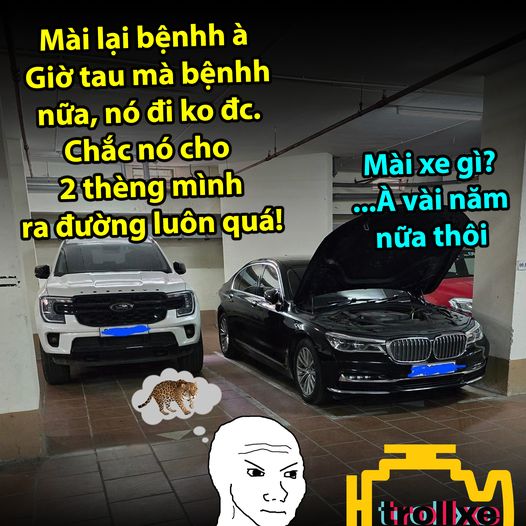 Mài lại bệnhh à
Giờ tau mà bệnhh
nữa, nó đi ko đc.
Chắc nó cho
2 thèng mình
ra đường luôn quá!
Mài xe gì?
...À vài năm
nữa thôi
trollxe